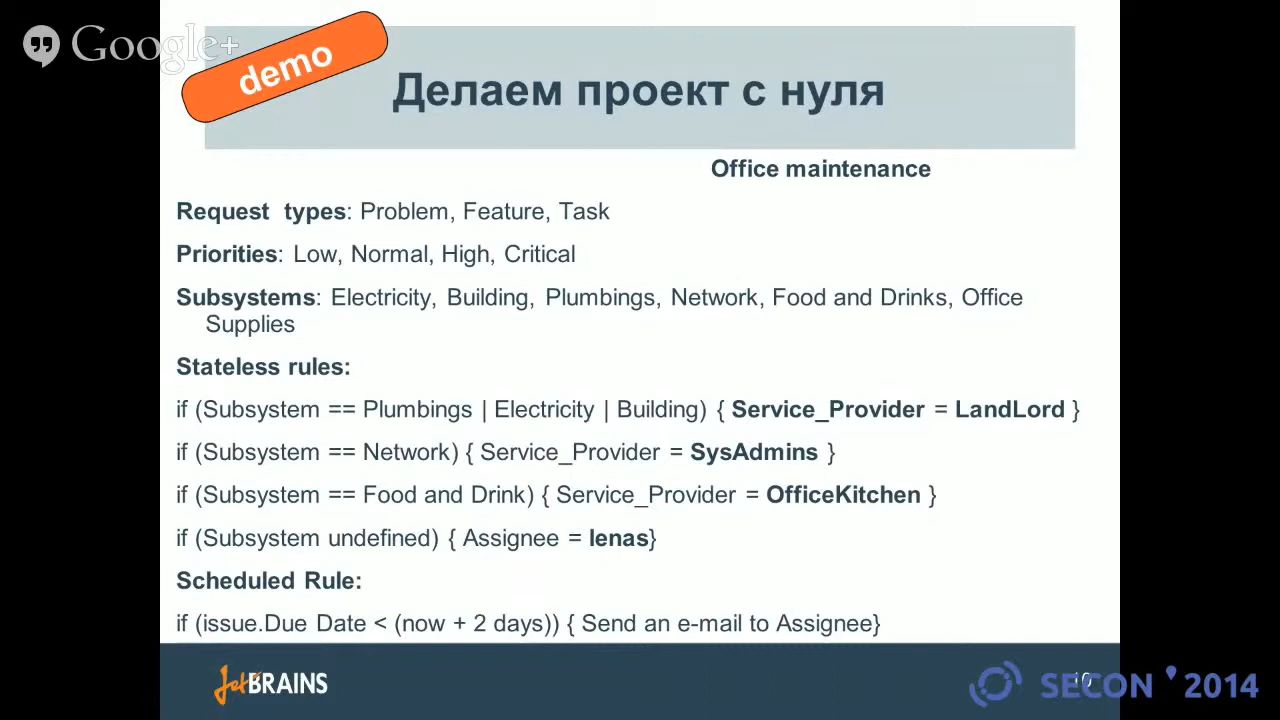 Google+
demo
Делаем проект с нуля
Office maintenance
Request types: Problem, Feature, Task
Priorities: Low, Normal, High, Critical
Subsystems: Electricity, Building, Plumbings, Network, Food and Drinks, Office
Supplies
Stateless rules:
if (Subsystem == Plumbings | Electricity | Building) { Service_Provider = LandLord }
if (Subsystem == Network) { Service_Provider = SysAdmins }
if (Subsystem == Food and Drink) { Service_Provider = OfficeKitchen }
if (Subsystem undefined) { Assignee = lenas}
Scheduled Rule:
if (issue.Due Date < (now + 2 days)) { Send an e-mail to Assignee}
JetBRAINS
SECON '2014